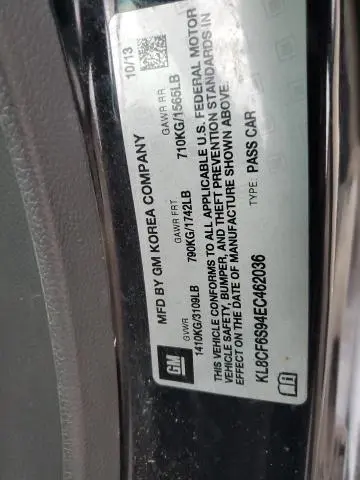 MFD BY GM KOREA COMPANY 10/13
GVWR GAWR FRT GAWR RR
1410KG/3109LB 790KG/1742LB 710KG/1565LB
THIS VEHICLE CONFORMS TO ALL APPLICABLE U.S. FEDERAL MOTOR
VEHICLE SAFETY, BUMPER, AND THEFT PREVENTION STANDARDS IN
EFFECT ON THE DATE OF MANUFACTURE SHOWN ABOVE.
KL8CF6S94EC462036 TYPE: PASS CAR
GM